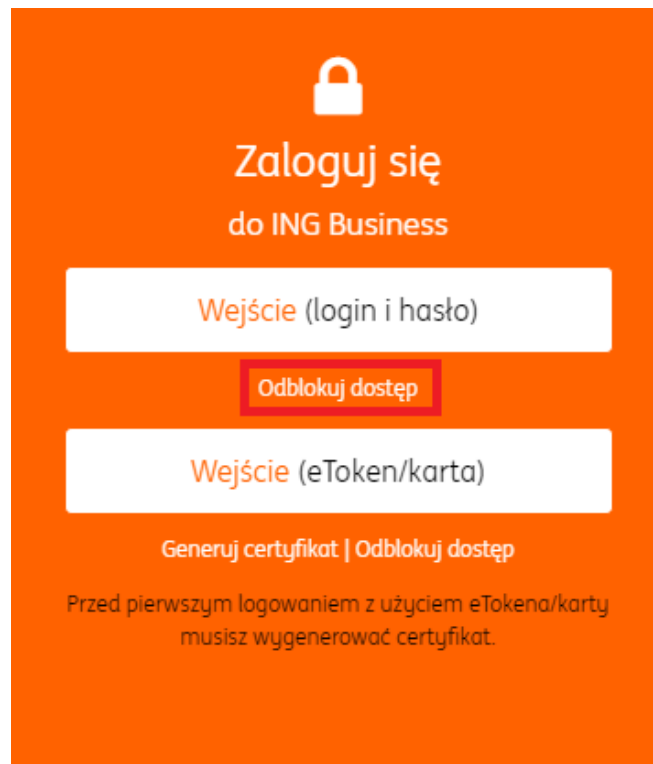 Zaloguj się
do ING Business
Wejście (login i hasło)
Odblokuj dostęp
Wejście (eToken/karta)
Generuj certyfikat | Odblokuj dostęp
Przed pierwszym logowaniem z użyciem eTokena/karty
musisz wygenerować certyfikat.